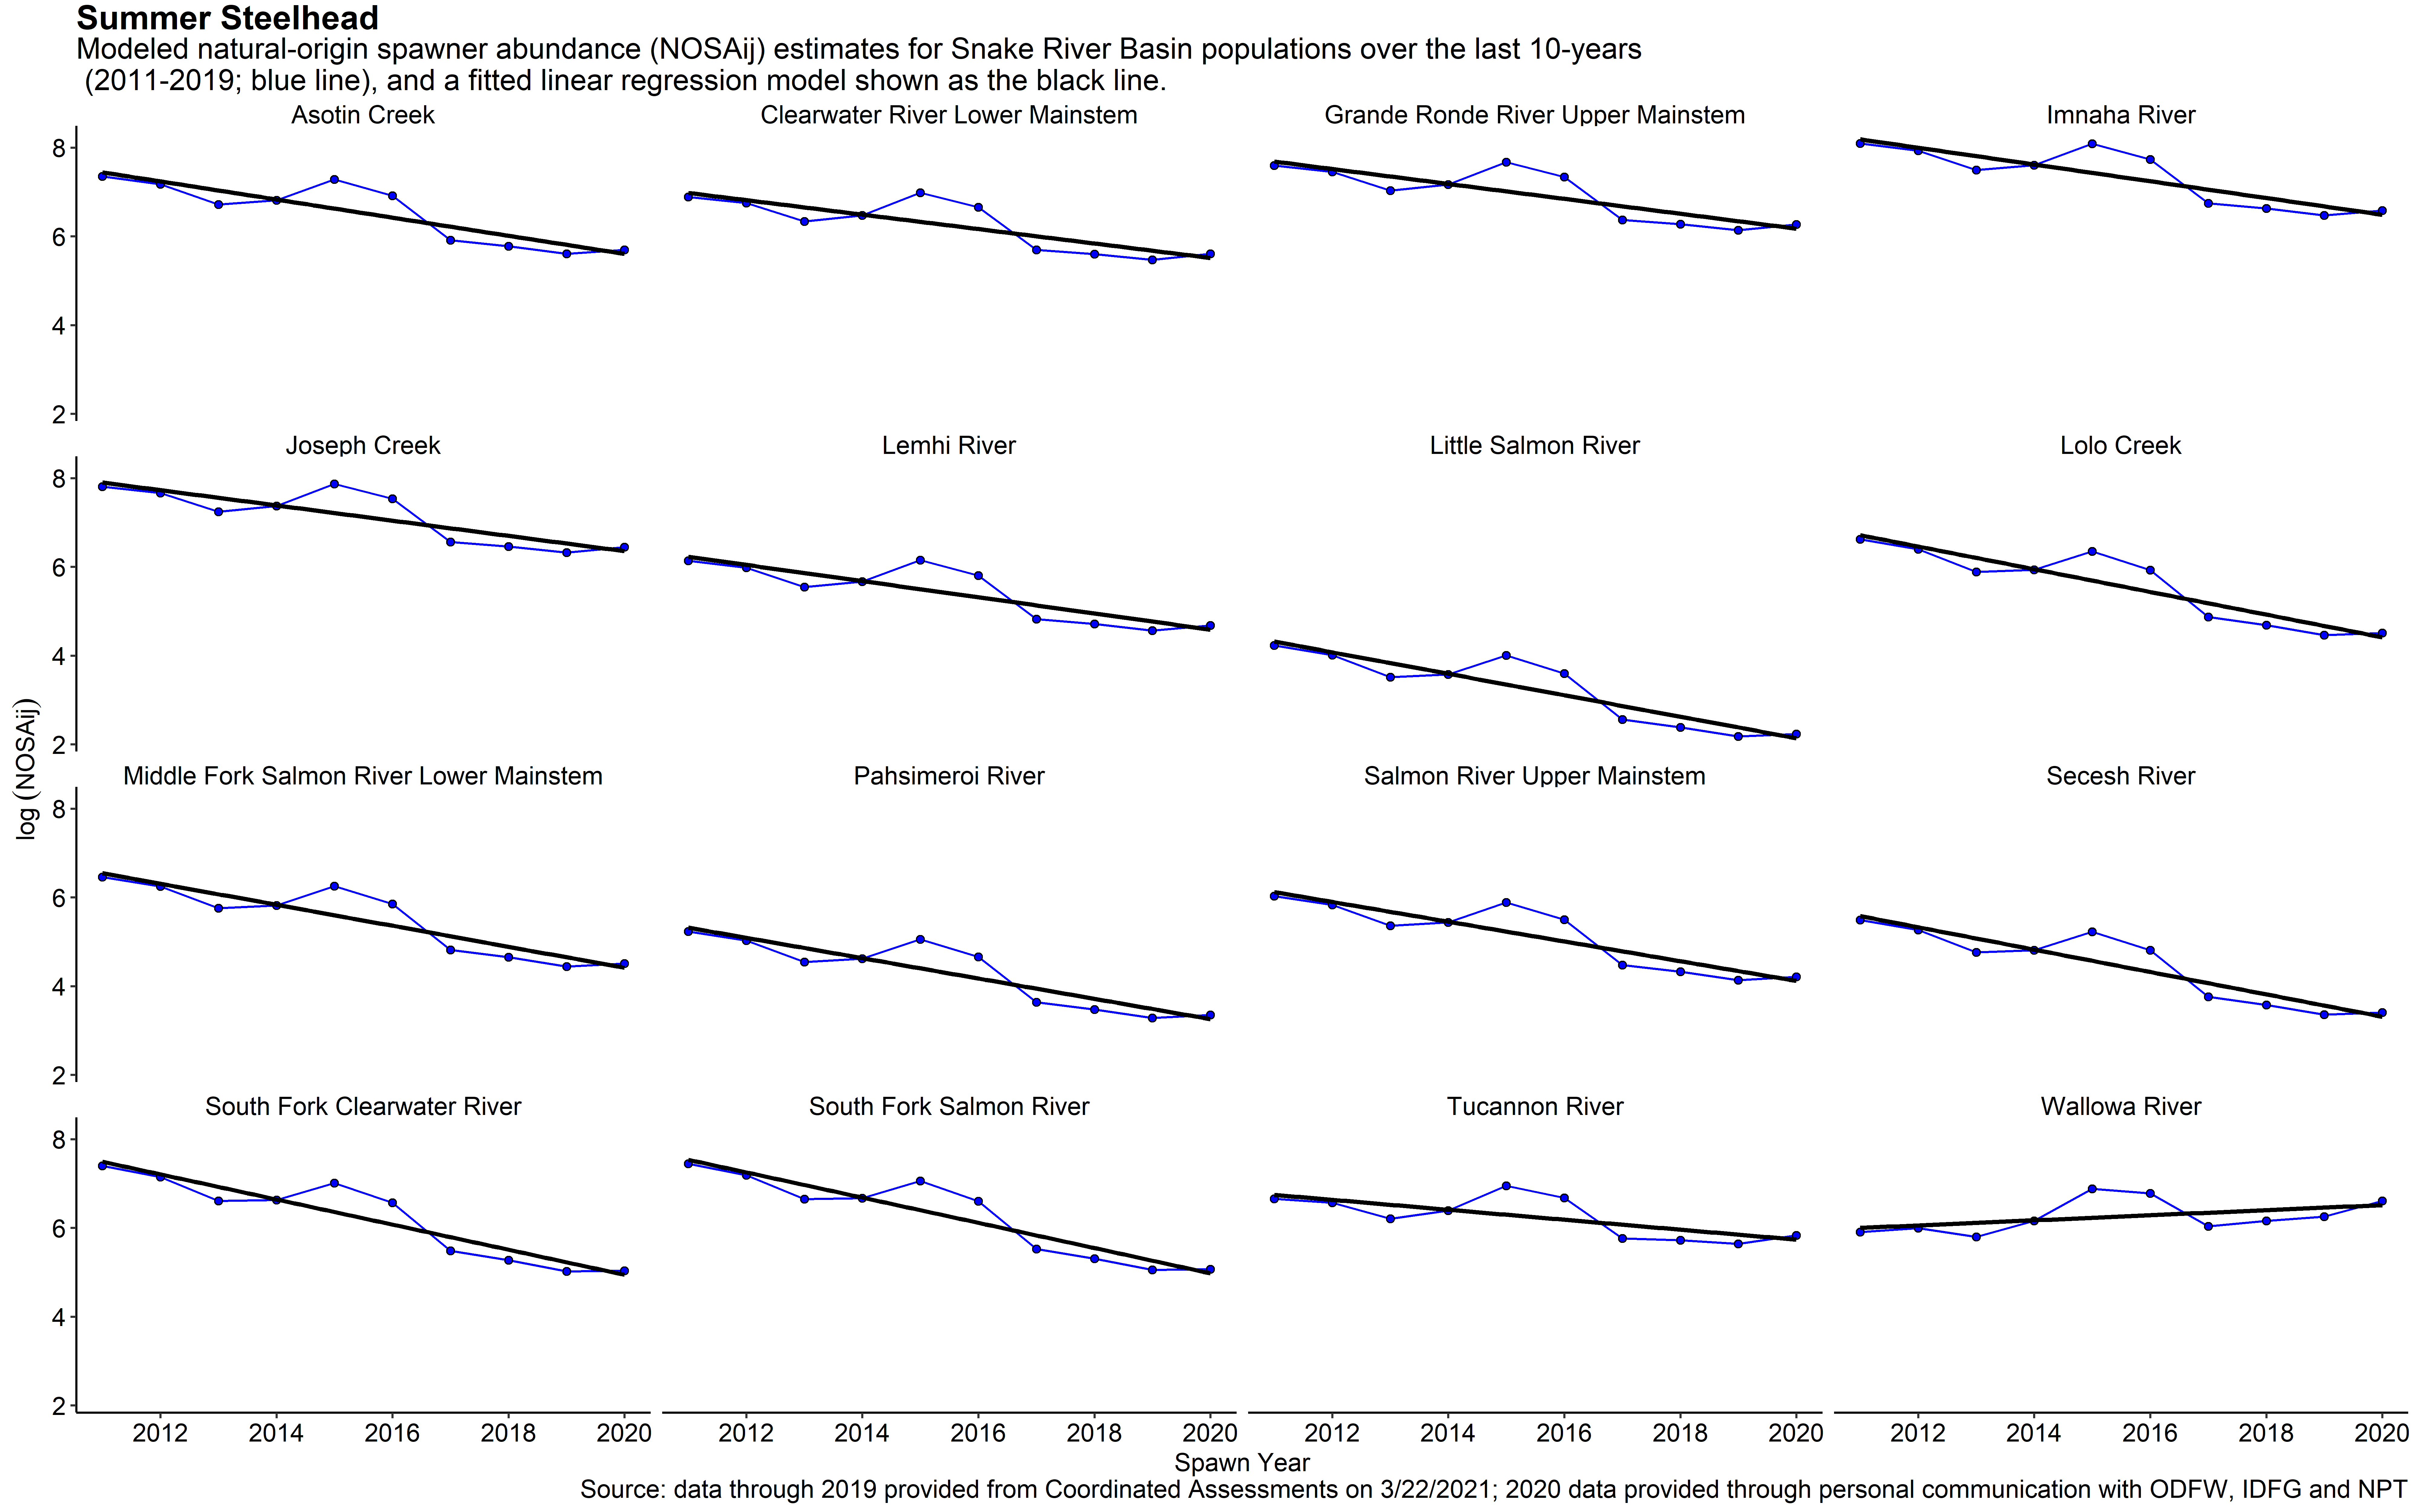 Summer Steelhead
Modeled natural-origin spawner abundance (NOSAij) estimates for Snake River Basin populations over the last 10-years
(2011-2019; blue line), and a fitted linear regression model shown as the black line.
Asotin Creek
Clearwater River Lower Mainstem
Grande Ronde River Upper Mainstem
Imnaha River
8
6
4
2
Joseph Creek
Lemhi River
Little Salmon River
Lolo Creek
8
6
4
2
log (NOSAij)
Middle Fork Salmon River Lower Mainstem
Pahsimeroi River
Salmon River Upper Mainstem
Secesh River
8
6
4
2
South Fork Clearwater River
South Fork Salmon River
Tucannon River
Wallowa River
8
6
4
2
2012 2014 2016 2018 2020
2012 2014 2016 2018 2020
2012 2014 2016 2018 2020
2012 2014 2016 2018 2020
Spawn Year
Source: data through 2019 provided from Coordinated Assessments on 3/22/2021; 2020 data provided through personal communication with ODFW, IDFG and NPT